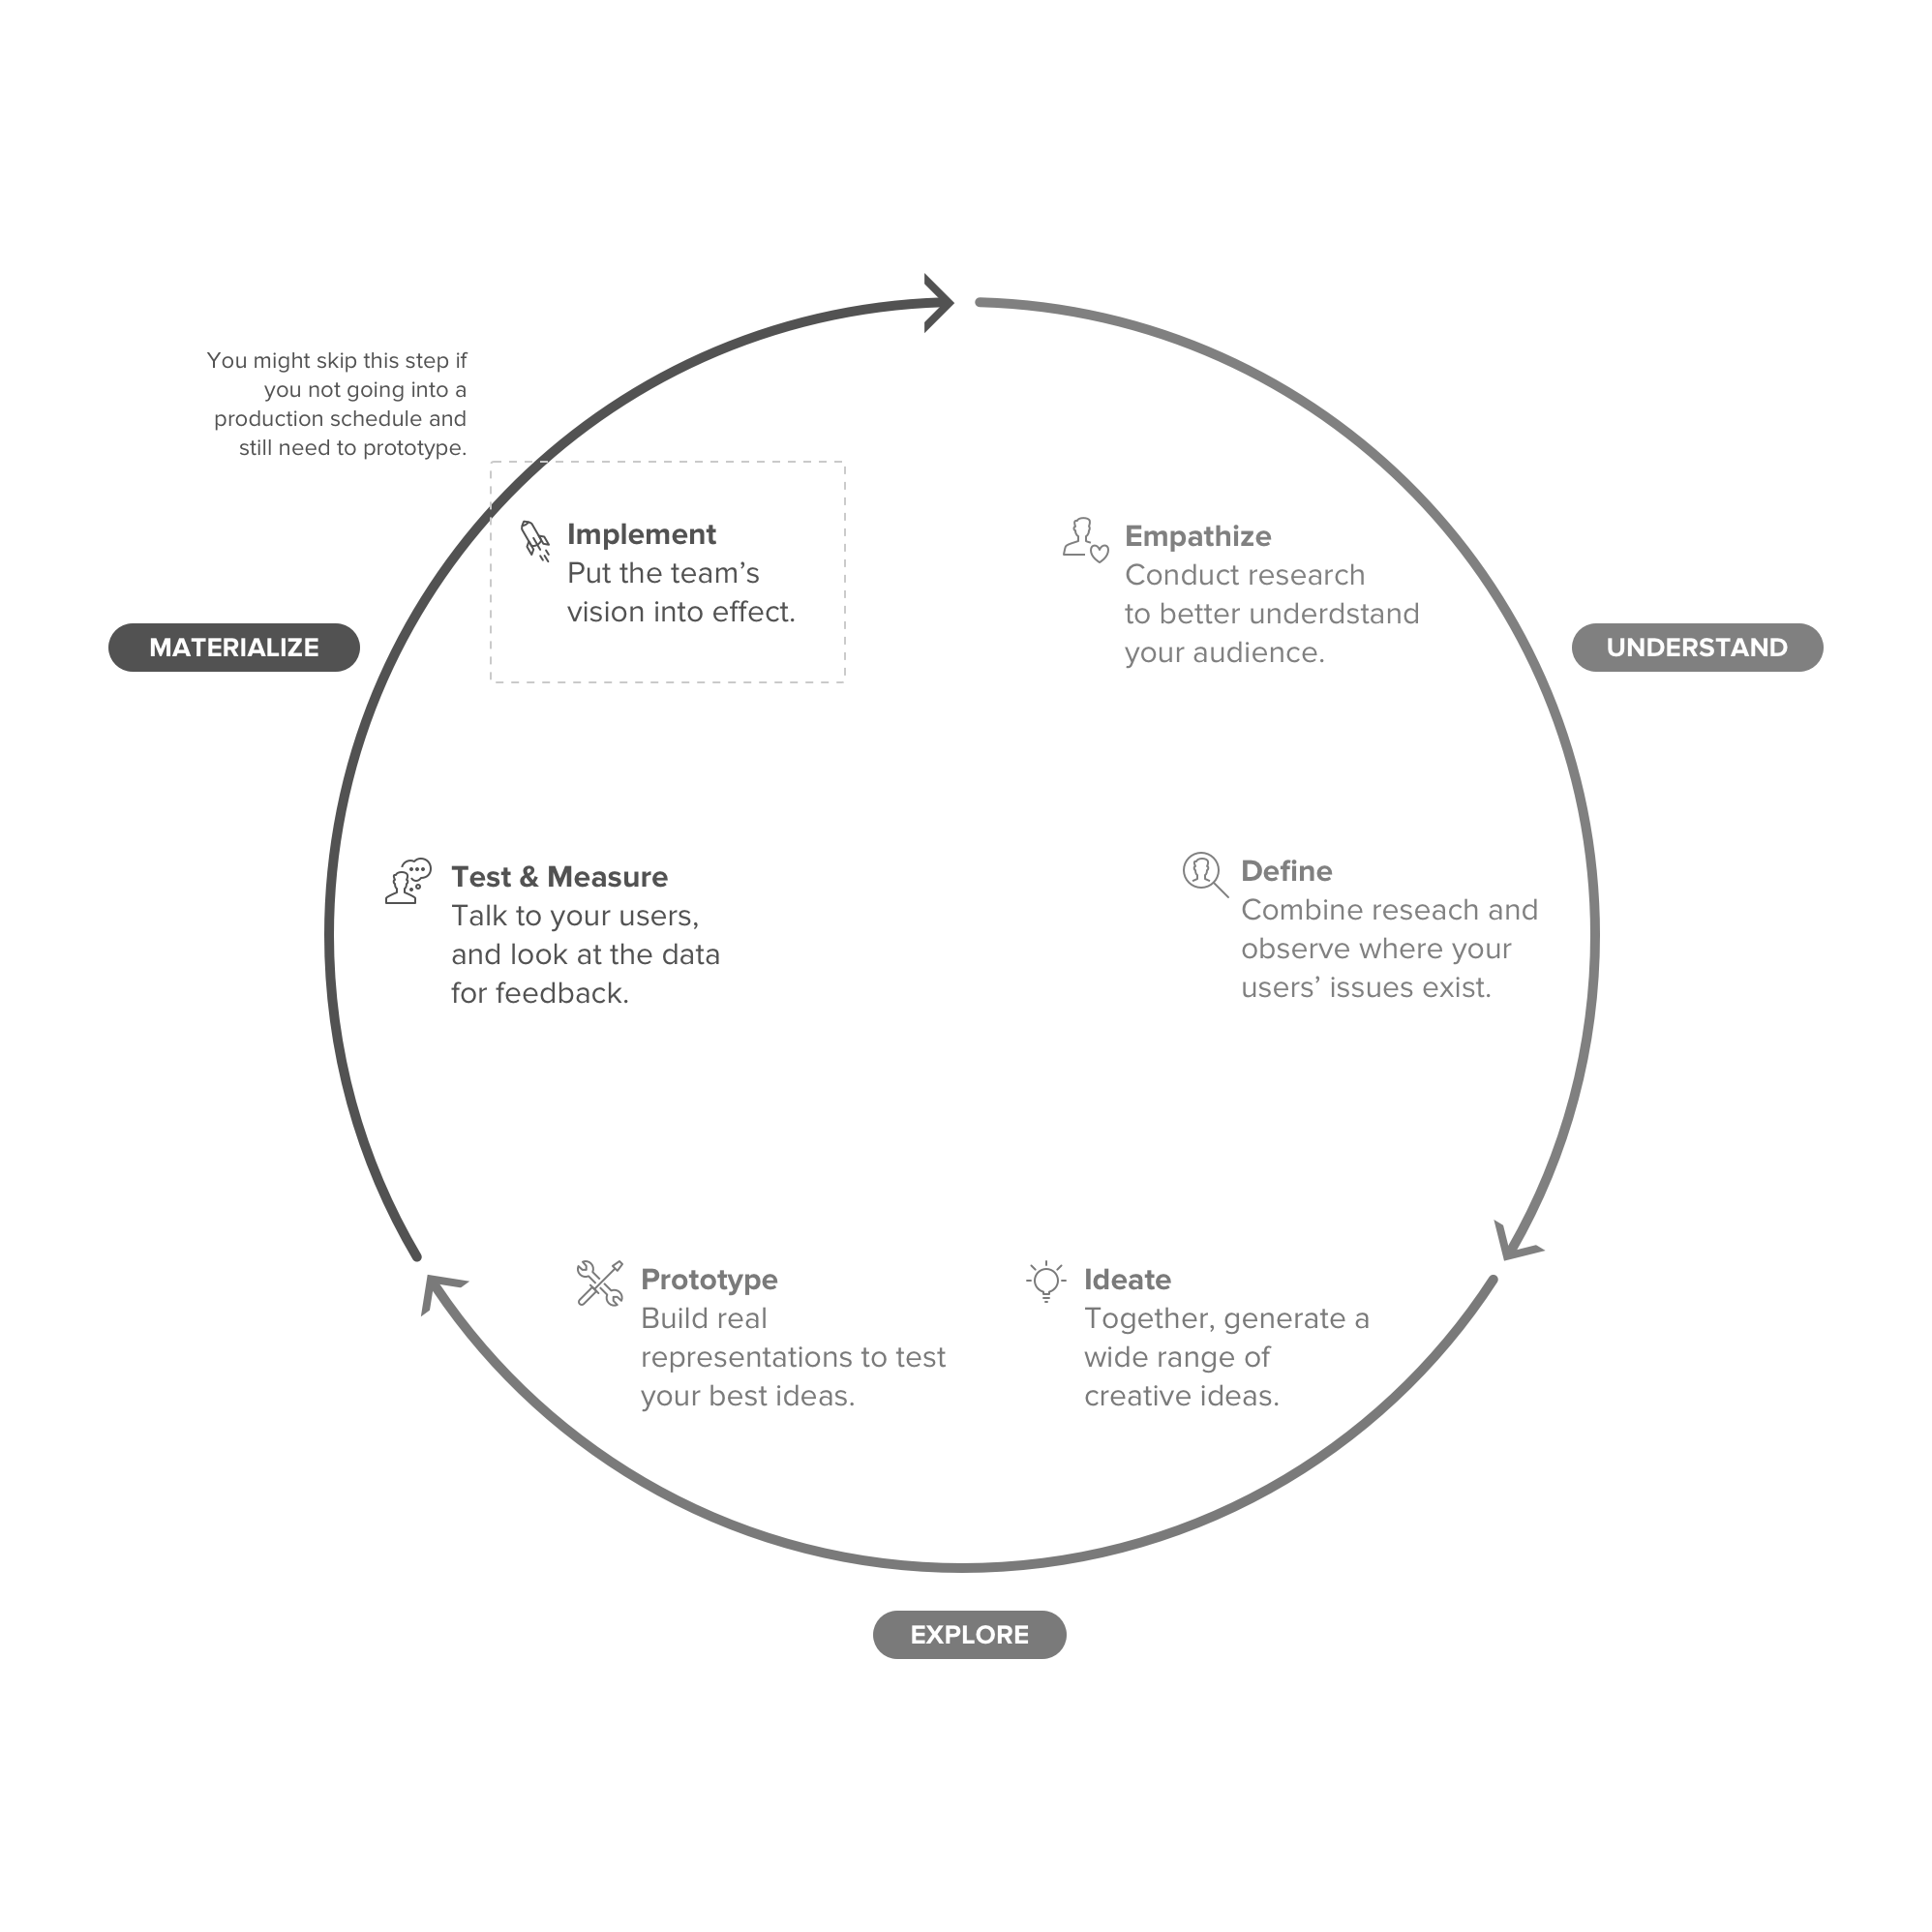 You might skip this step if
you not going into a
production schedule and
still need to prototype.
Implement
Put the team’s
vision into effect.
Empathize
Conduct research
to better underdstand
your audience.
MATERIALIZE
UNDERSTAND
Test & Measure
Talk to your users,
and look at the data
for feedback.
Define
Combine reseach and
observe where your
users’ issues exist.
Prototype
Build real
representations to test
your best ideas.
Ideate
Together, generate a
wide range of
creative ideas.
EXPLORE